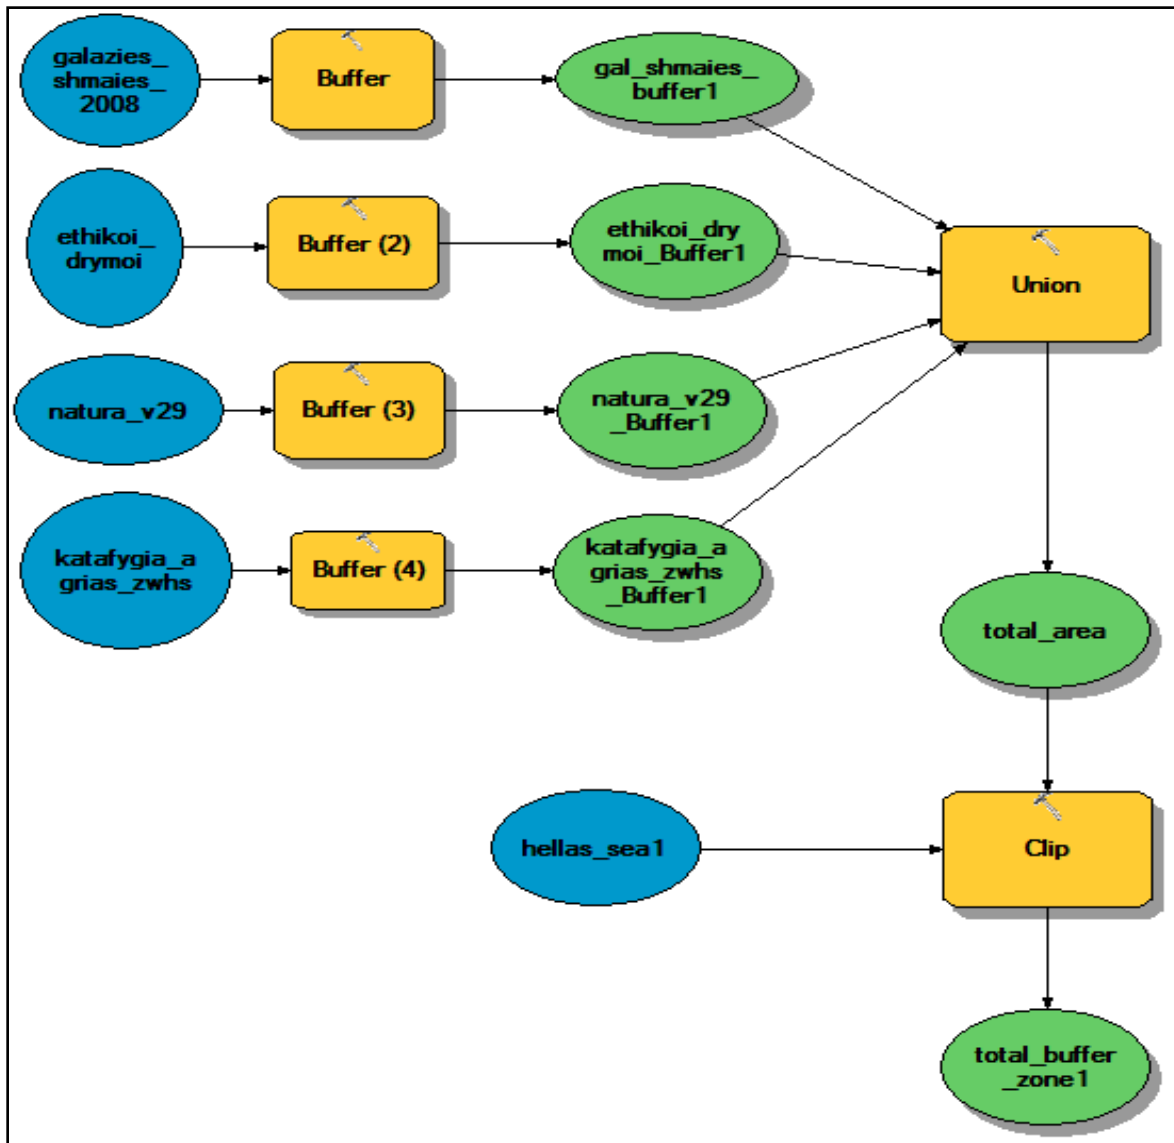 galazies_
shmaies_
2008
Buffer
gal_shmaies_
buffer1
ethikoi_
drymoi
Buffer (2)
ethikoi_dry
moi_Buffer1
Union
natura_v29
Buffer (3)
natura_v29
_Buffer1
katafygia_a
grias_zwhs
Buffer (4)
katafygia_a
grias_zwhs
_Buffer1
total_area
hellas_sea1
Clip
total_buffer
_zone1